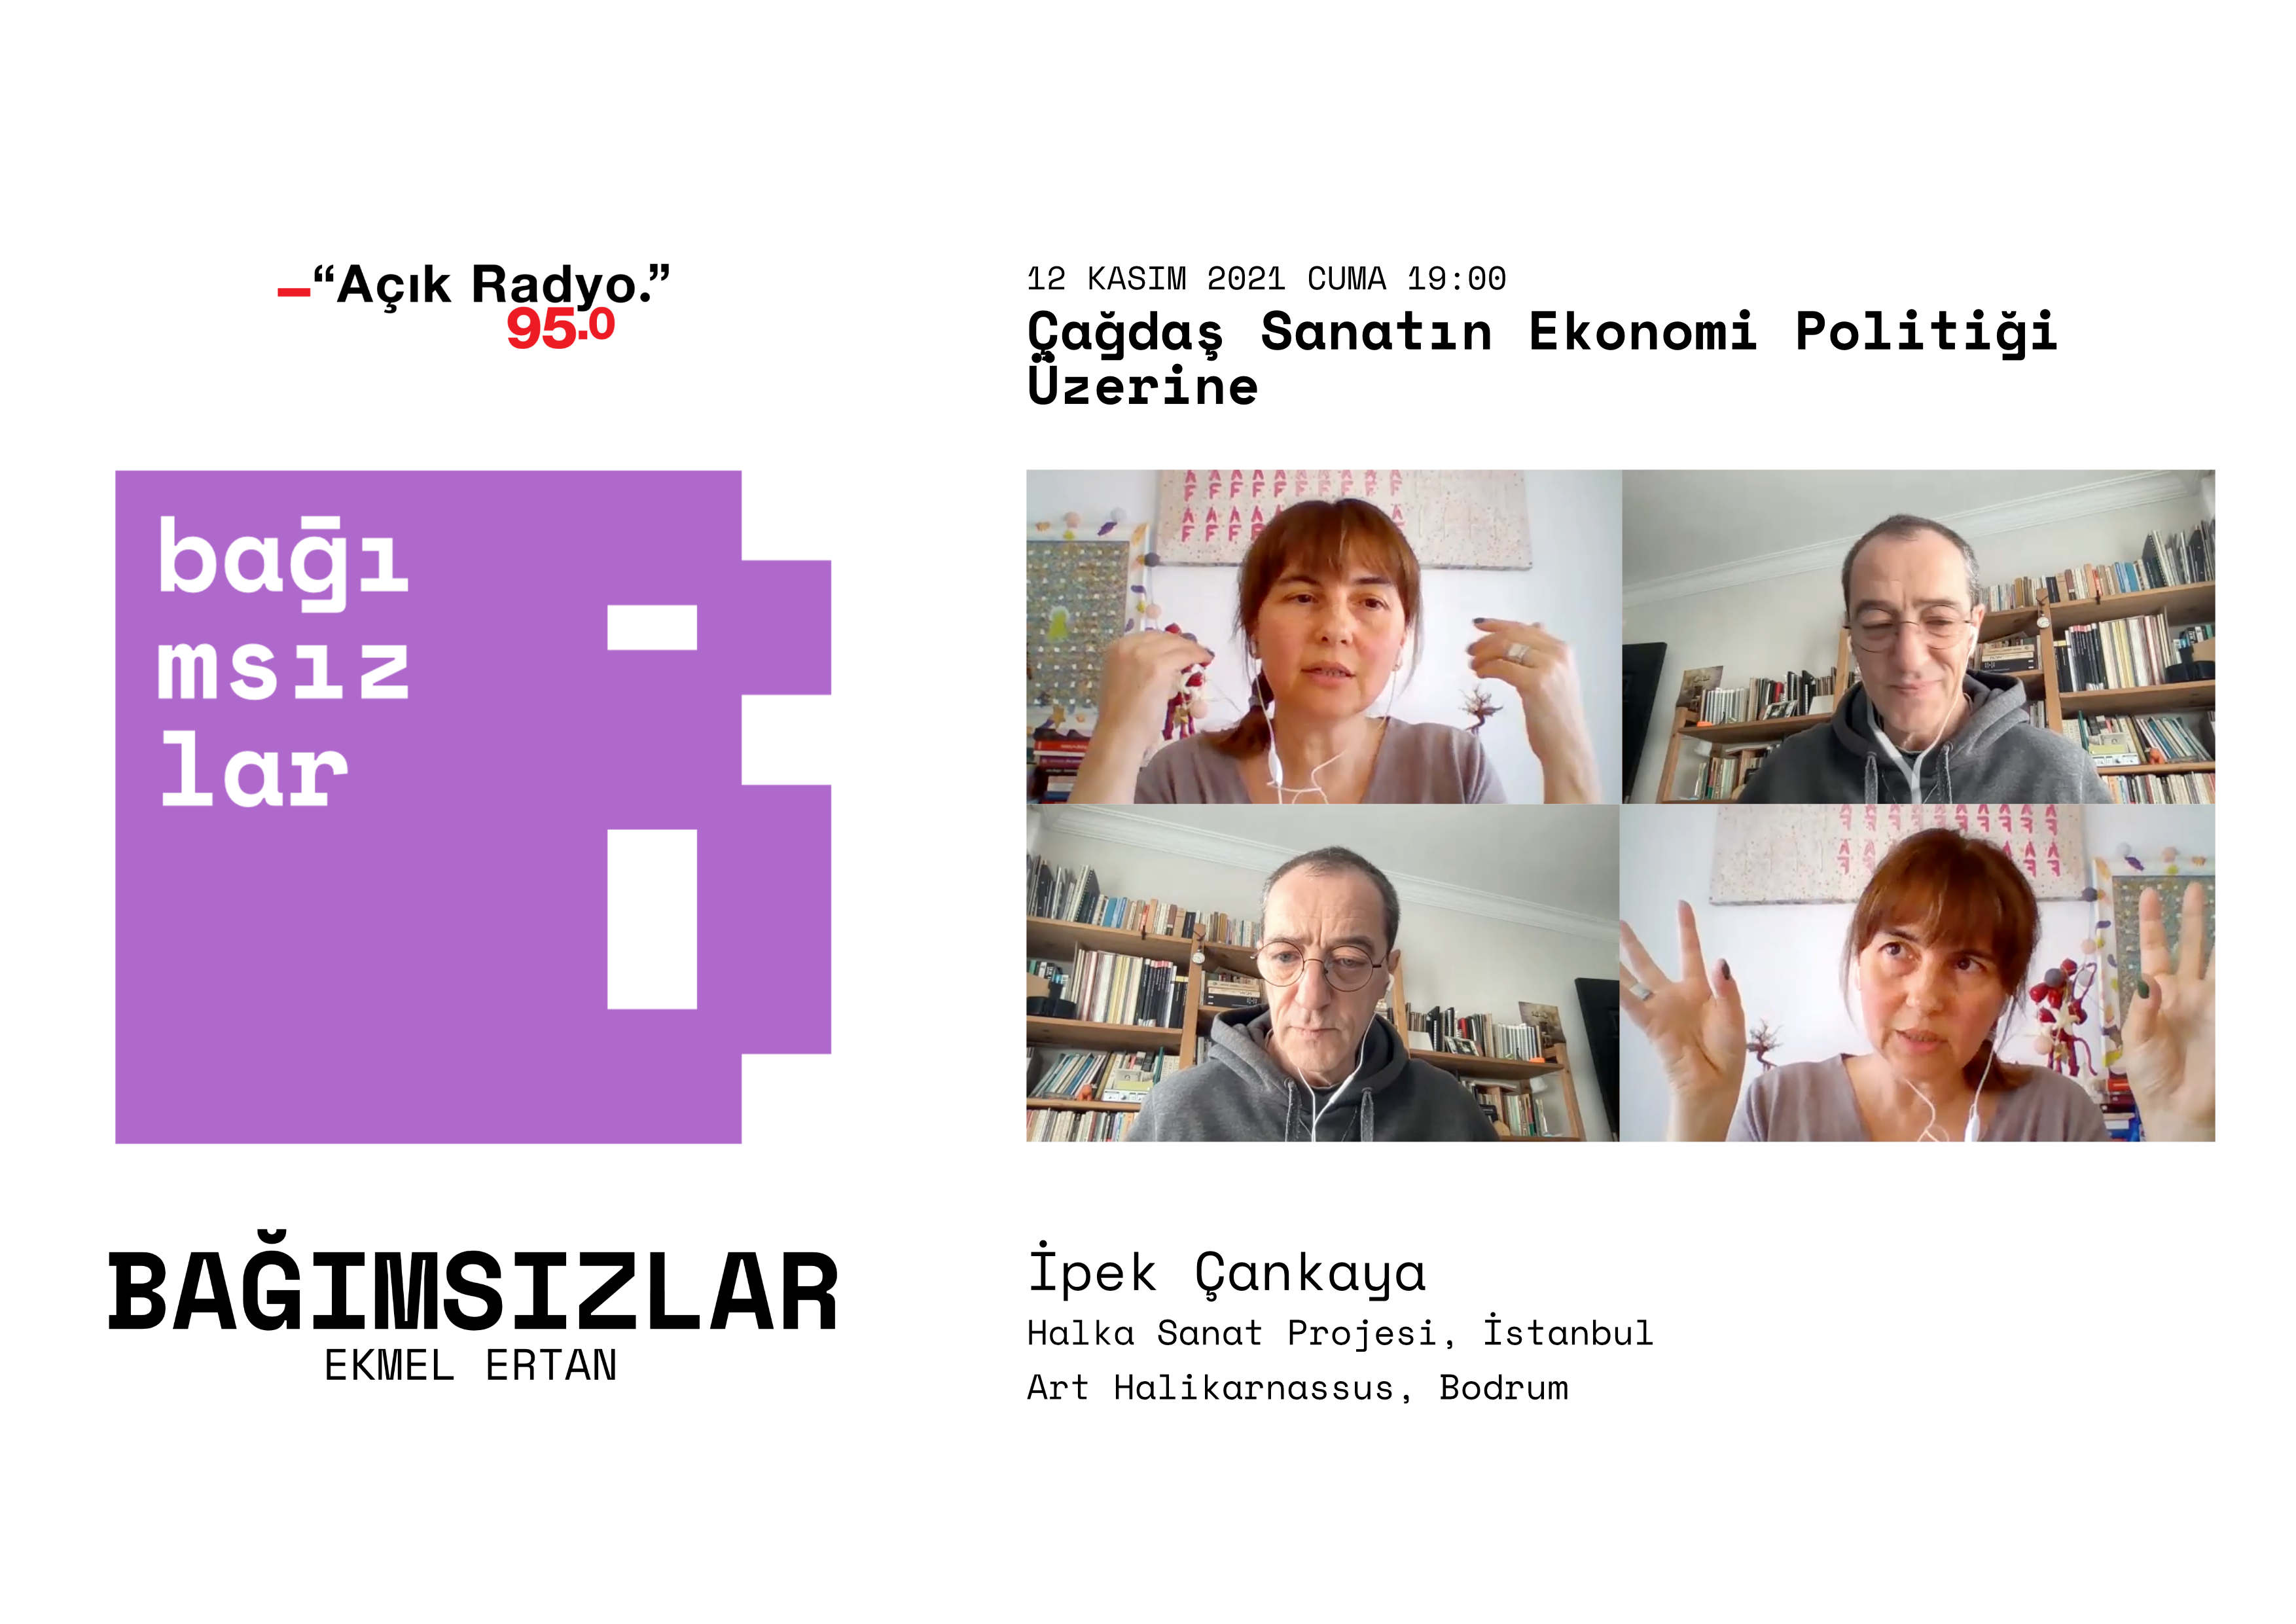 —“Açık Radyo.”
95.0
12 KASIM 2021 CUMA 19:00
Çağdaş Sanatın Ekonomi Politiği
Üzerine
bağı
msız
lar
BAĞIMSIZLAR
EKMEL ERTAN
İpek Çankaya
Halka Sanat Projesi, İstanbul
Art Halikarnassus, Bodrum